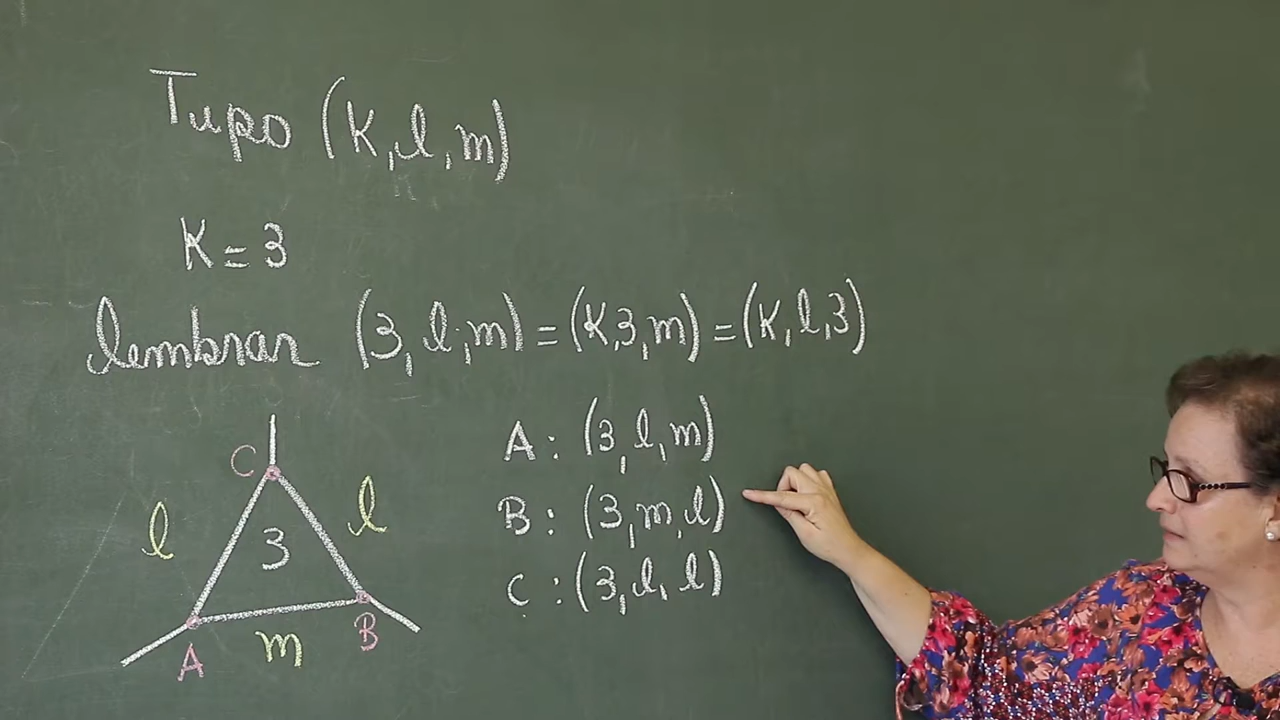 Tipo (K, l, m)
K = 3
lembrar (3, l, m) = (K, 3, m) = (K, l, 3)
C
l
l
3
A
m
B
A : (3, l, m)
B : (3, m, l)
C : (3, l, l)